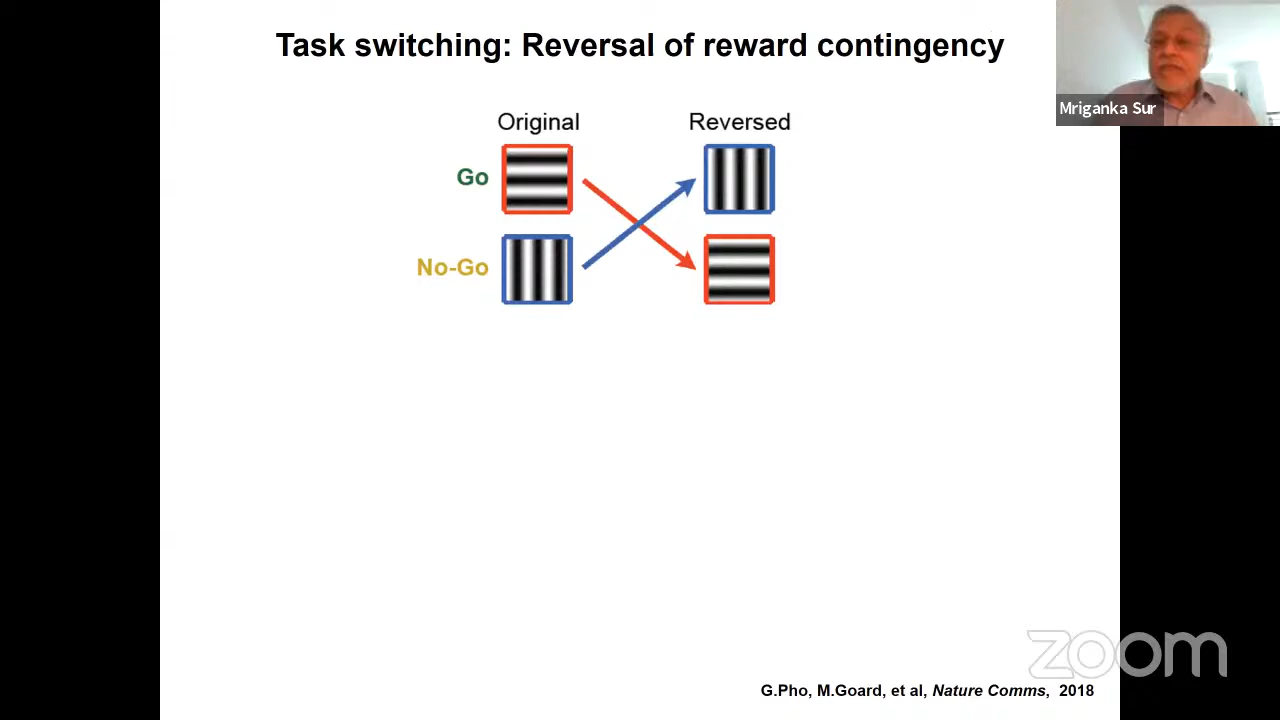 Task switching: Reversal of reward contingency
Mriganka Sur
Original
Reversed
Go
No-Go
zoom
G.Pho, M.Goard, et al, Nature Comms, 2018